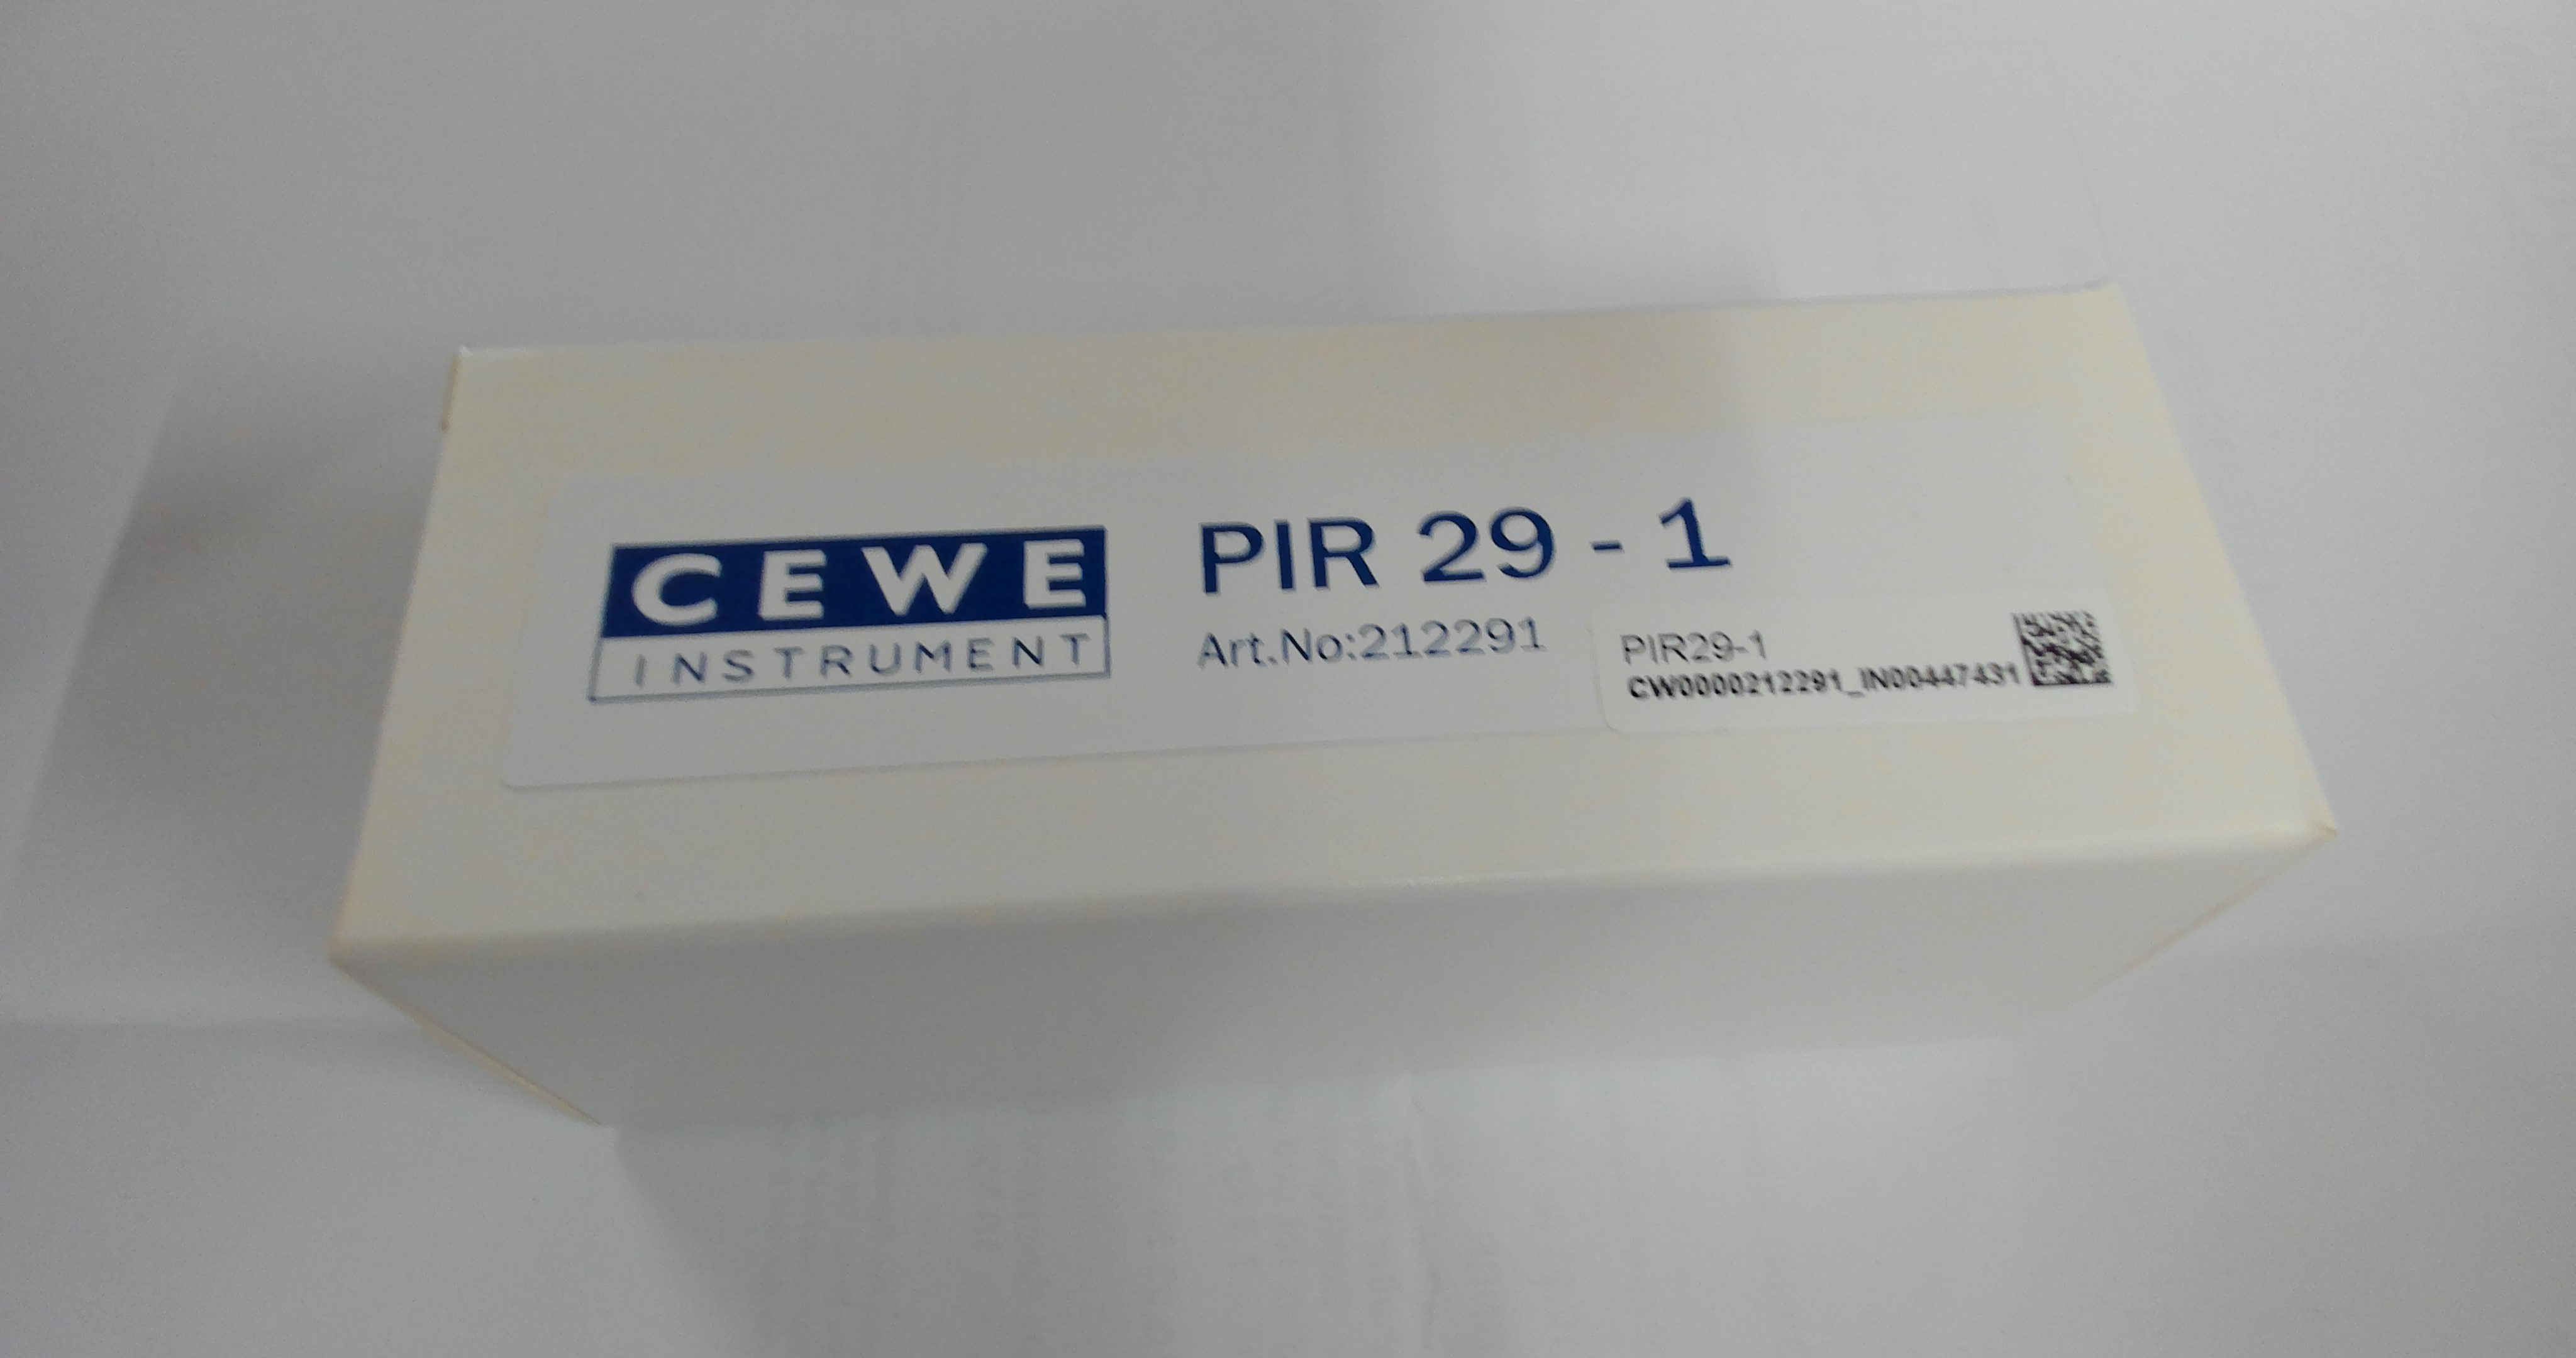 CEWE
INSTRUMENT
PIR 29 - 1
Art.No:212291
PIR29-1
CW0000212291_IN00447431